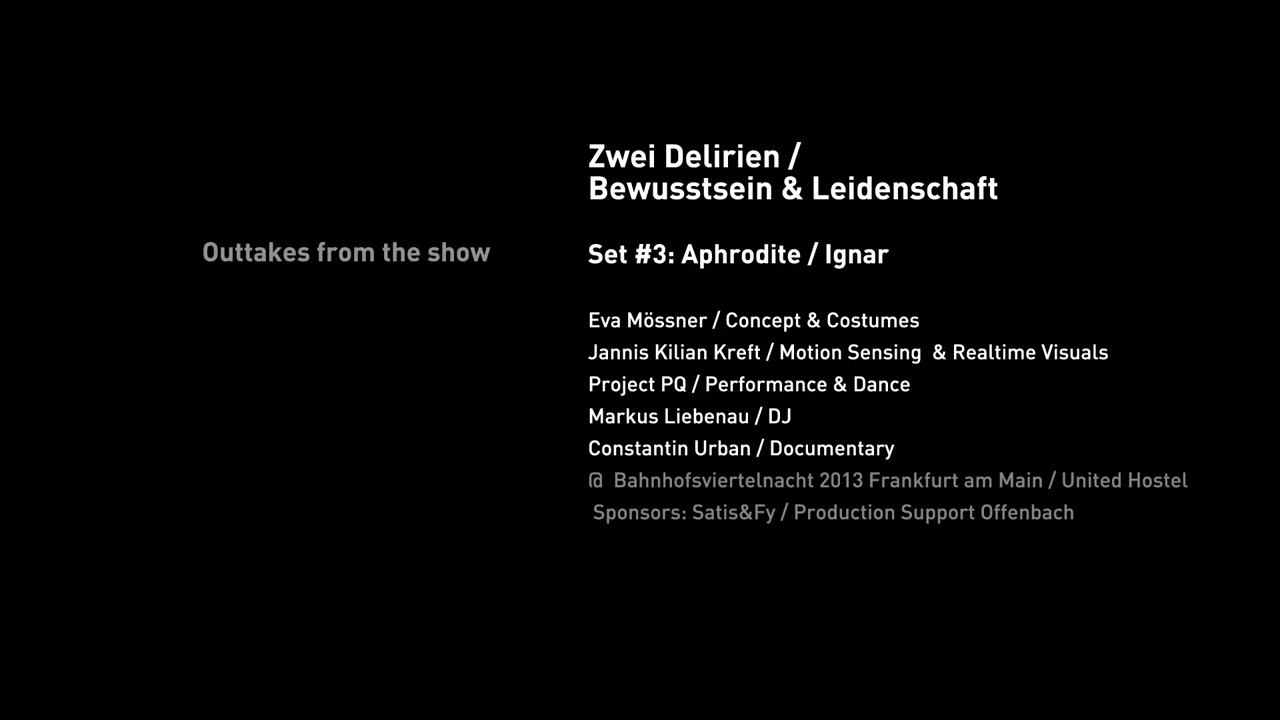 Zwei Delirien /
Bewusstsein & Leidenschaft
Outtakes from the show
Set #3: Aphrodite / Ignar
Eva Mössner / Concept & Costumes
Jannis Kilian Kreft / Motion Sensing & Realtime Visuals
Project PQ / Performance & Dance
Markus Liebenau / DJ
Constantin Urban / Documentary
@ Bahnhofsviertelnacht 2013 Frankfurt am Main / United Hostel
Sponsors: Satis&Fy / Production Support Offenbach